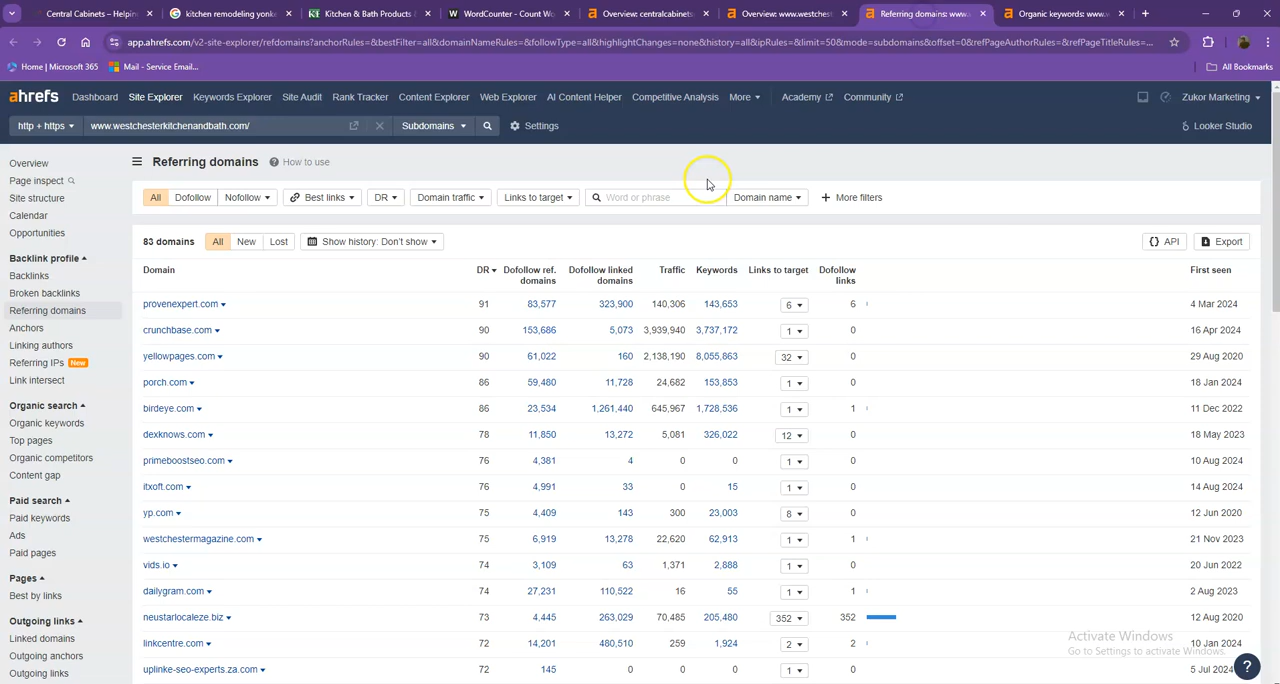 Central Cabinets – Helpin
kitchen remodeling yonke
Kitchen & Bath Products &
WordCounter - Count Wo
Overview: centralcabinets
Overview: www.westchest
Referring domains: www.
Organic keywords: www.w
app.ahrefs.com/v2-site-explorer/refdomains?anchorRules=&bestFilter=all&domainNameRules=&followType=all&highlightChanges=none&history=all&ipRules=&limit=50&mode=subdomains&offset=0&refPageAuthorRules=&refPageTitleRules=...
Home | Microsoft 365
Mail - Service Email...
All Bookmarks
ahrefs Dashboard Site Explorer Keywords Explorer Site Audit Rank Tracker Content Explorer Web Explorer AI Content Helper Competitive Analysis More Academy Community Zukor Marketing
http + https www.westchesterkitchenandbath.com/ Subdomains Settings Looker Studio
Overview
Page inspect
Site structure
Calendar
Opportunities
Backlink profile
Backlinks
Broken backlinks
Referring domains
Anchors
Linking authors
Referring IPs New
Link intersect
Organic search
Organic keywords
Top pages
Organic competitors
Content gap
Paid search
Paid keywords
Ads
Paid pages
Pages
Best by links
Outgoing links
Linked domains
Outgoing anchors
Outgoing links
Referring domains ? How to use
All Dofollow Nofollow Best links DR Domain traffic Links to target Word or phrase Domain name + More filters
83 domains All New Lost Show history: Don't show {} API Export
Domain DR Dofollow ref. domains Dofollow linked domains Traffic Keywords Links to target Dofollow links First seen
provenexpert.com 91 83,577 323,900 140,306 143,653 6 6 4 Mar 2024
crunchbase.com 90 153,686 5,073 3,939,940 3,737,172 1 0 16 Apr 2024
yellowpages.com 90 61,022 160 2,138,190 8,055,863 32 0 29 Aug 2020
porch.com 86 59,480 11,728 24,682 153,853 1 0 18 Jan 2024
birdeye.com 86 23,534 1,261,440 645,967 1,728,536 1 1 11 Dec 2022
dexknows.com 78 11,850 13,272 5,081 326,022 12 0 18 May 2023
primeboostseo.com 76 4,381 4 0 0 1 0 10 Aug 2024
itxoft.com 76 4,991 33 0 15 1 0 14 Aug 2024
yp.com 75 4,409 143 300 23,003 8 0 12 Jun 2020
westchestermagazine.com 75 6,919 13,278 22,620 62,913 1 1 21 Nov 2023
vids.io 74 3,109 63 1,371 2,888 1 0 20 Jun 2022
dailygram.com 74 27,231 110,522 16 55 1 1 2 Aug 2023
neustarlocaleze.biz 73 4,445 263,029 70,485 205,480 352 352 12 Aug 2020
linkcentre.com 72 14,201 480,510 259 1,924 2 2 10 Jan 2024
uplinke-seo-experts.za.com 72 145 0 0 0 1 0 5 Jul 2024
Activate Windows
Go to Settings to activate Windows.
?